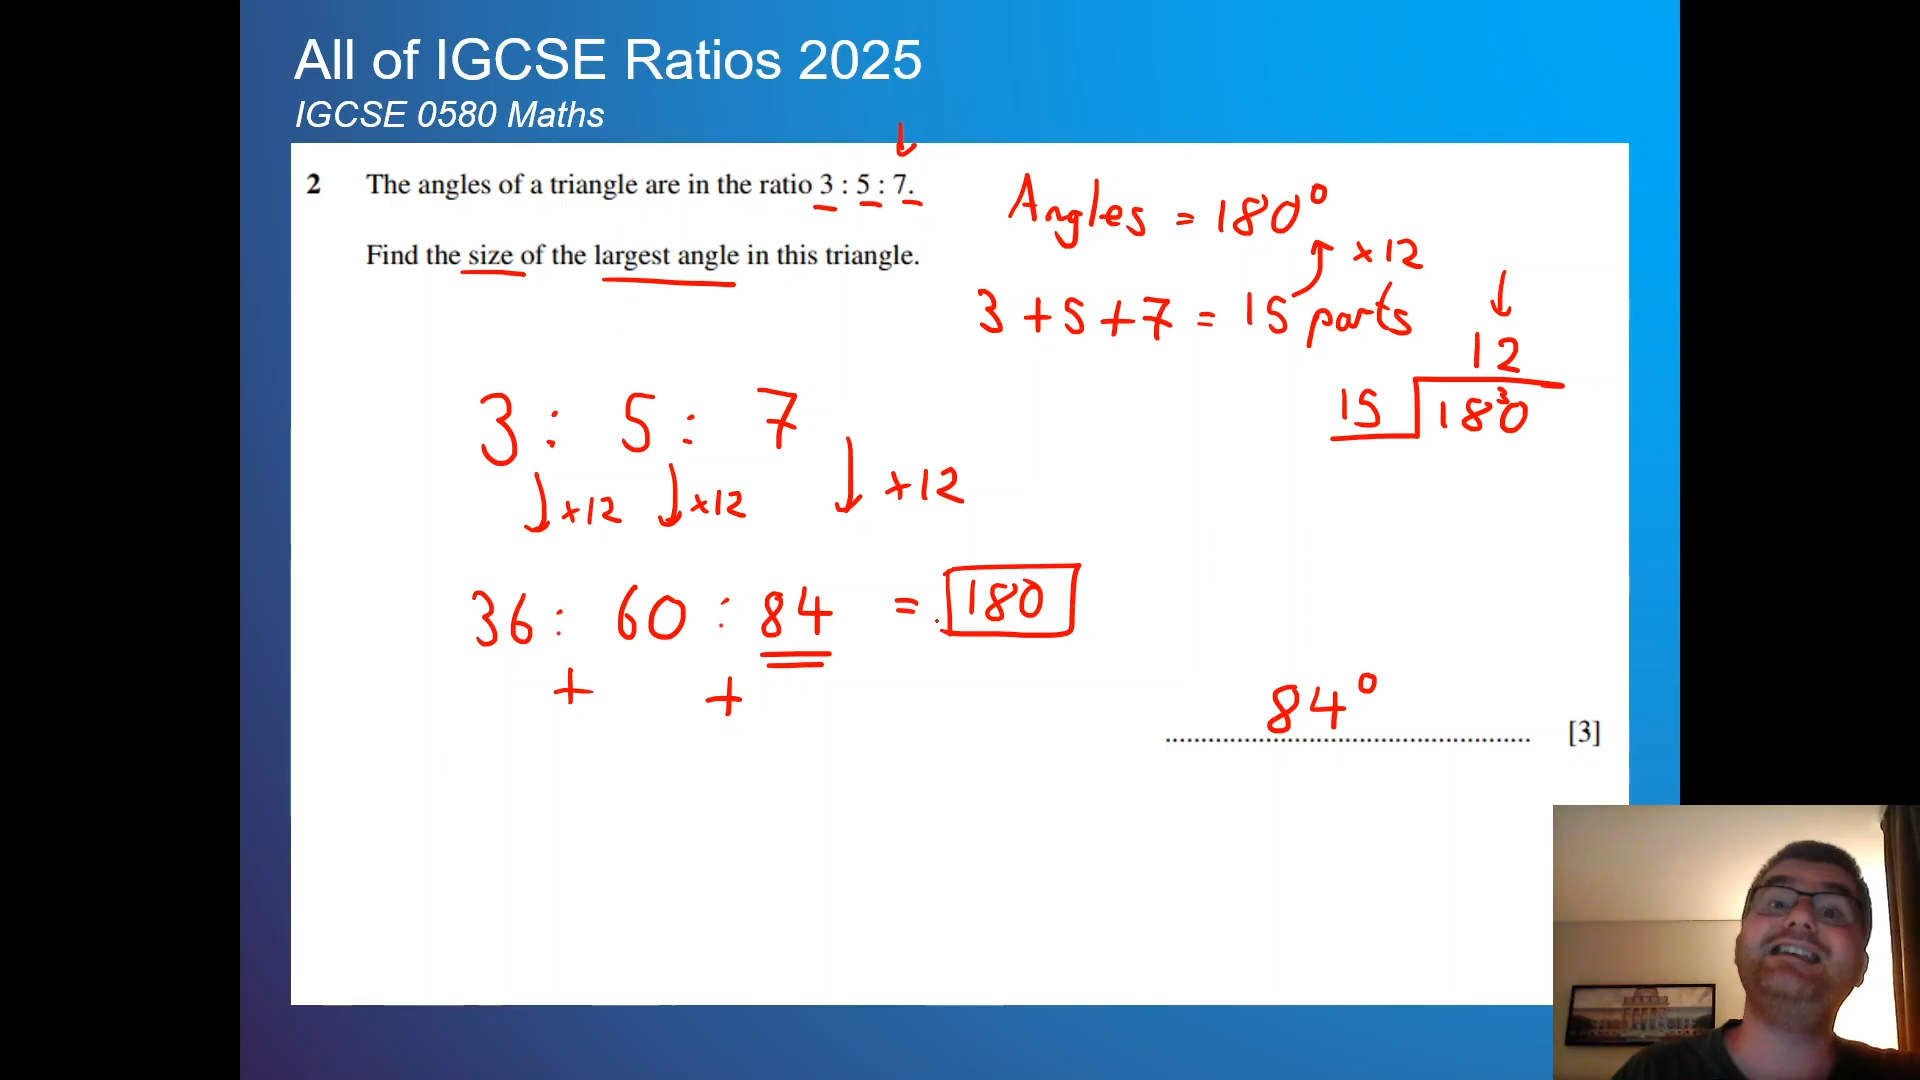 All of IGCSE Ratios 2025
IGCSE 0580 Maths
2 The angles of a triangle are in the ratio 3 : 5 : 7.
Find the size of the largest angle in this triangle.
Angles = 180°
×12
3 + 5 + 7 = 15 parts
12
15 18³0
3 : 5 : 7
×12 ×12 ×12
36 : 60 : 84 = 180
+ +
84°
................................................... [3]